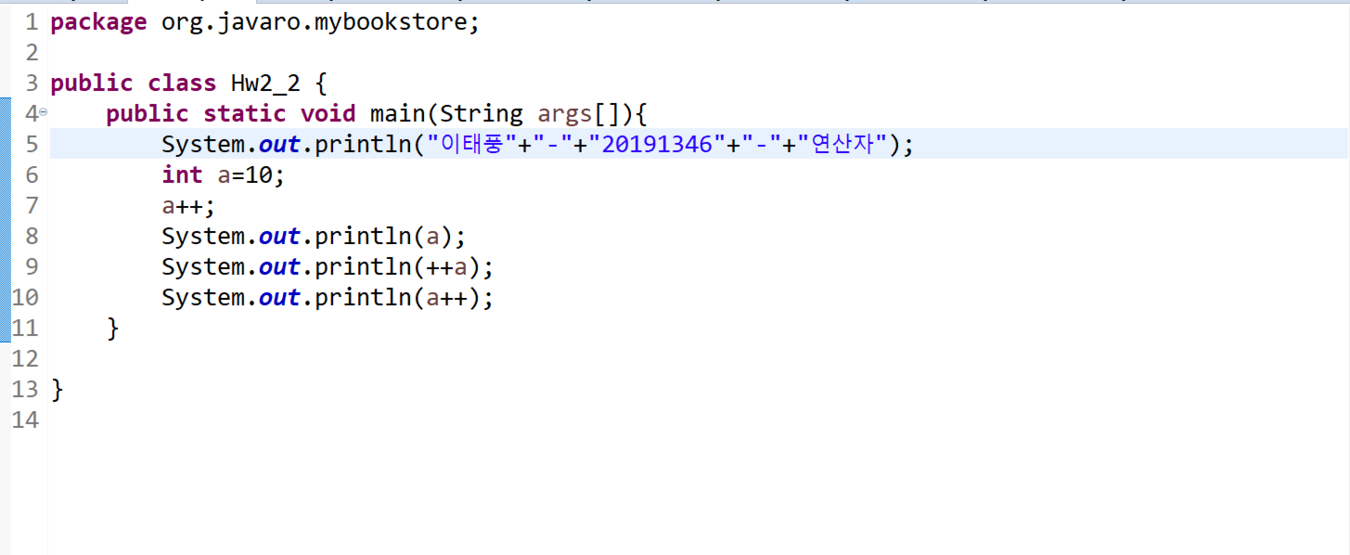 1 package org.javaro.mybookstore;
2
3 public class Hw2_2 {
4 public static void main(String args[]){
5 System.out.println("이태풍"+"-"+"20191346"+"-"+"연산자");
6 int a=10;
7 a++;
8 System.out.println(a);
9 System.out.println(++a);
10 System.out.println(a++);
11 }
12
13 }
14